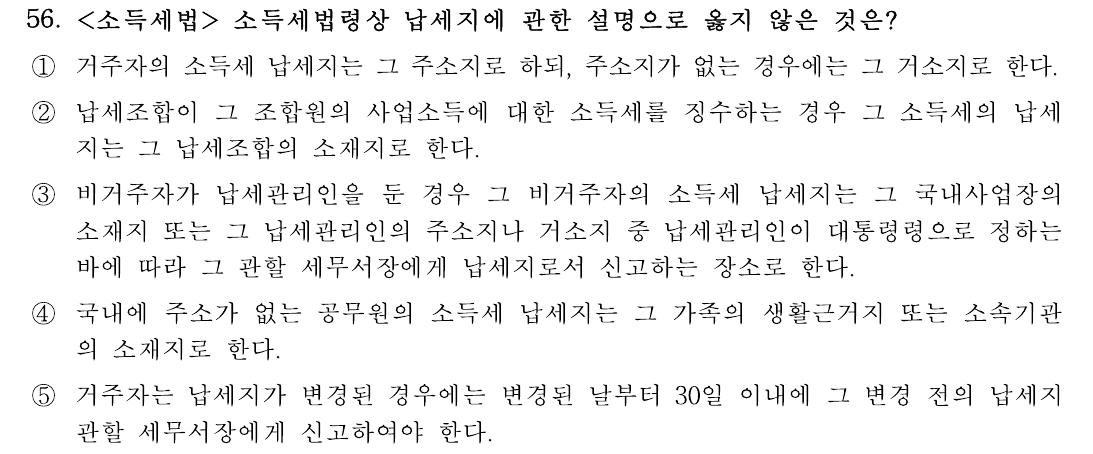 56. <소득세법> 소득세법령상 납세지에 관한 설명으로 옳지 않은 것은?
① 거주자의 소득세 납세지는 그 주소지로 하되, 주소지가 없는 경우에는 그 거소지로 한다.
② 납세조합이 그 조합원의 사업소득에 대한 소득세를 징수하는 경우 그 소득세의 납세
지는 그 납세조합의 소재지로 한다.
③ 비거주자가 납세관리인을 둔 경우 그 비거주자의 소득세 납세지는 그 국내사업장의
소재지 또는 그 납세관리인의 주소지나 거소지 중 납세관리인이 대통령령으로 정하는
바에 따라 그 관할 세무서장에게 납세지로서 신고하는 장소로 한다.
④ 국내에 주소가 없는 공무원의 소득세 납세지는 그 가족의 생활근거지 또는 소속기관
의 소재지로 한다.
⑤ 거주자는 납세지가 변경된 경우에는 변경된 날부터 30일 이내에 그 변경 전의 납세지
관할 세무서장에게 신고하여야 한다.